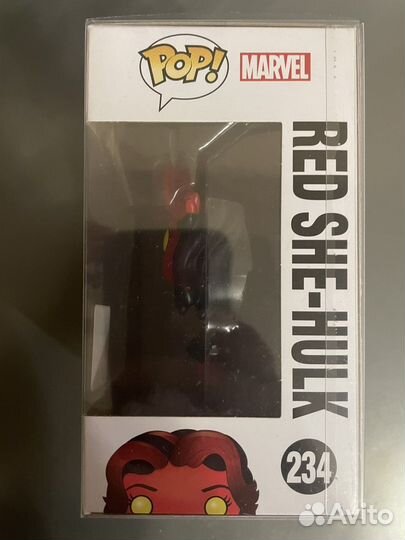 POP!
MARVEL
RED SHE-HULK
234
Avito